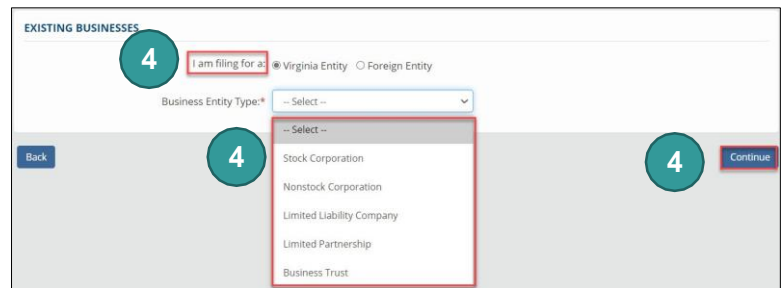 EXISTING BUSINESSES
4 I am filing for a: Virginia Entity Foreign Entity
Business Entity Type:* -- Select --
-- Select --
Back 4 Stock Corporation 4 Continue
Nonstock Corporation
Limited Liability Company
Limited Partnership
Business Trust